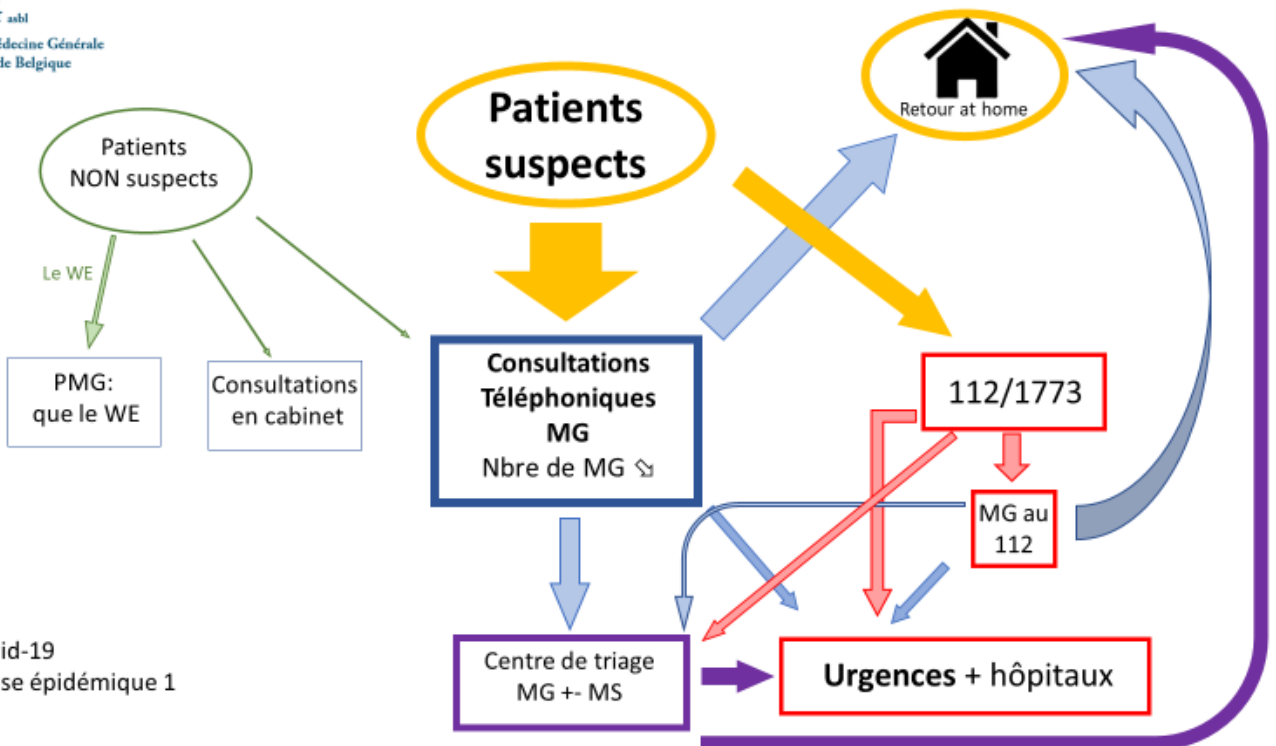 asbl
édecine Générale
de Belgique
Patients
NON suspects
Patients
suspects
Retour at home
Le WE
PMG:
que le WE
Consultations
en cabinet
Consultations
Téléphoniques
MG
Nbre de MG ⬂
112/1773
MG au
112
Centre de triage
MG +- MS
Urgences + hôpitaux
id-19
se épidémique 1